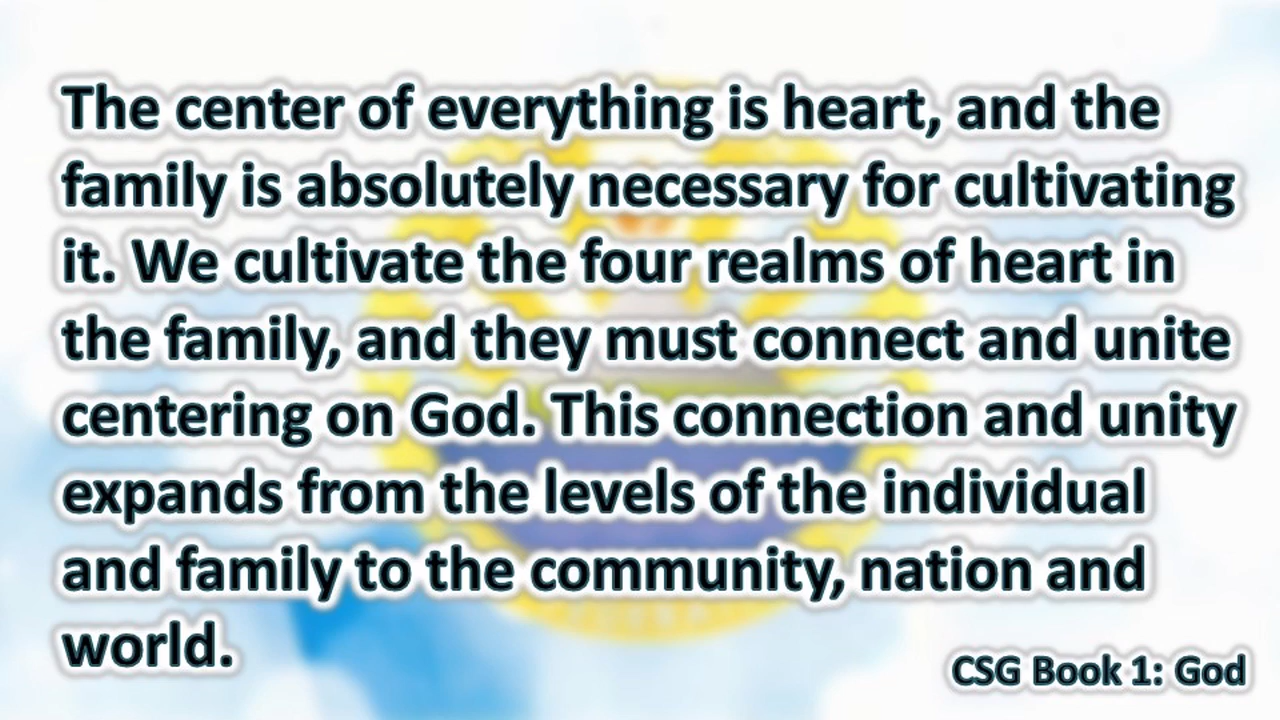 The center of everything is heart, and the
family is absolutely necessary for cultivating
it. We cultivate the four realms of heart in
the family, and they must connect and unite
centering on God. This connection and unity
expands from the levels of the individual
and family to the community, nation and
world.
CSG Book 1: God